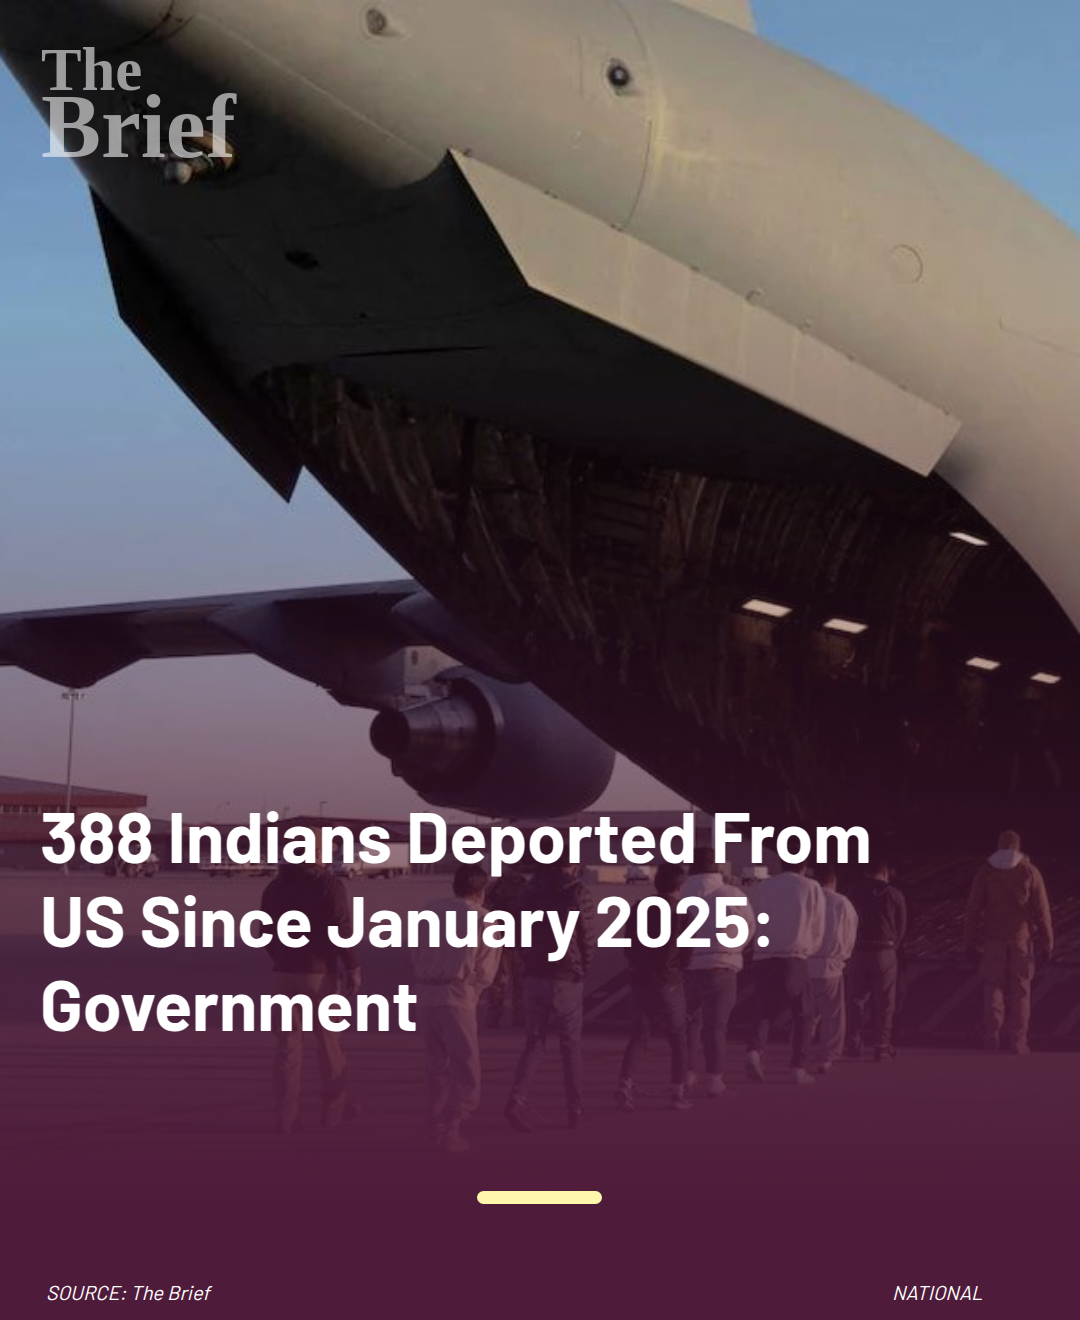 The
Brief
388 Indians Deported From
US Since January 2025:
Government
SOURCE: The Brief
NATIONAL